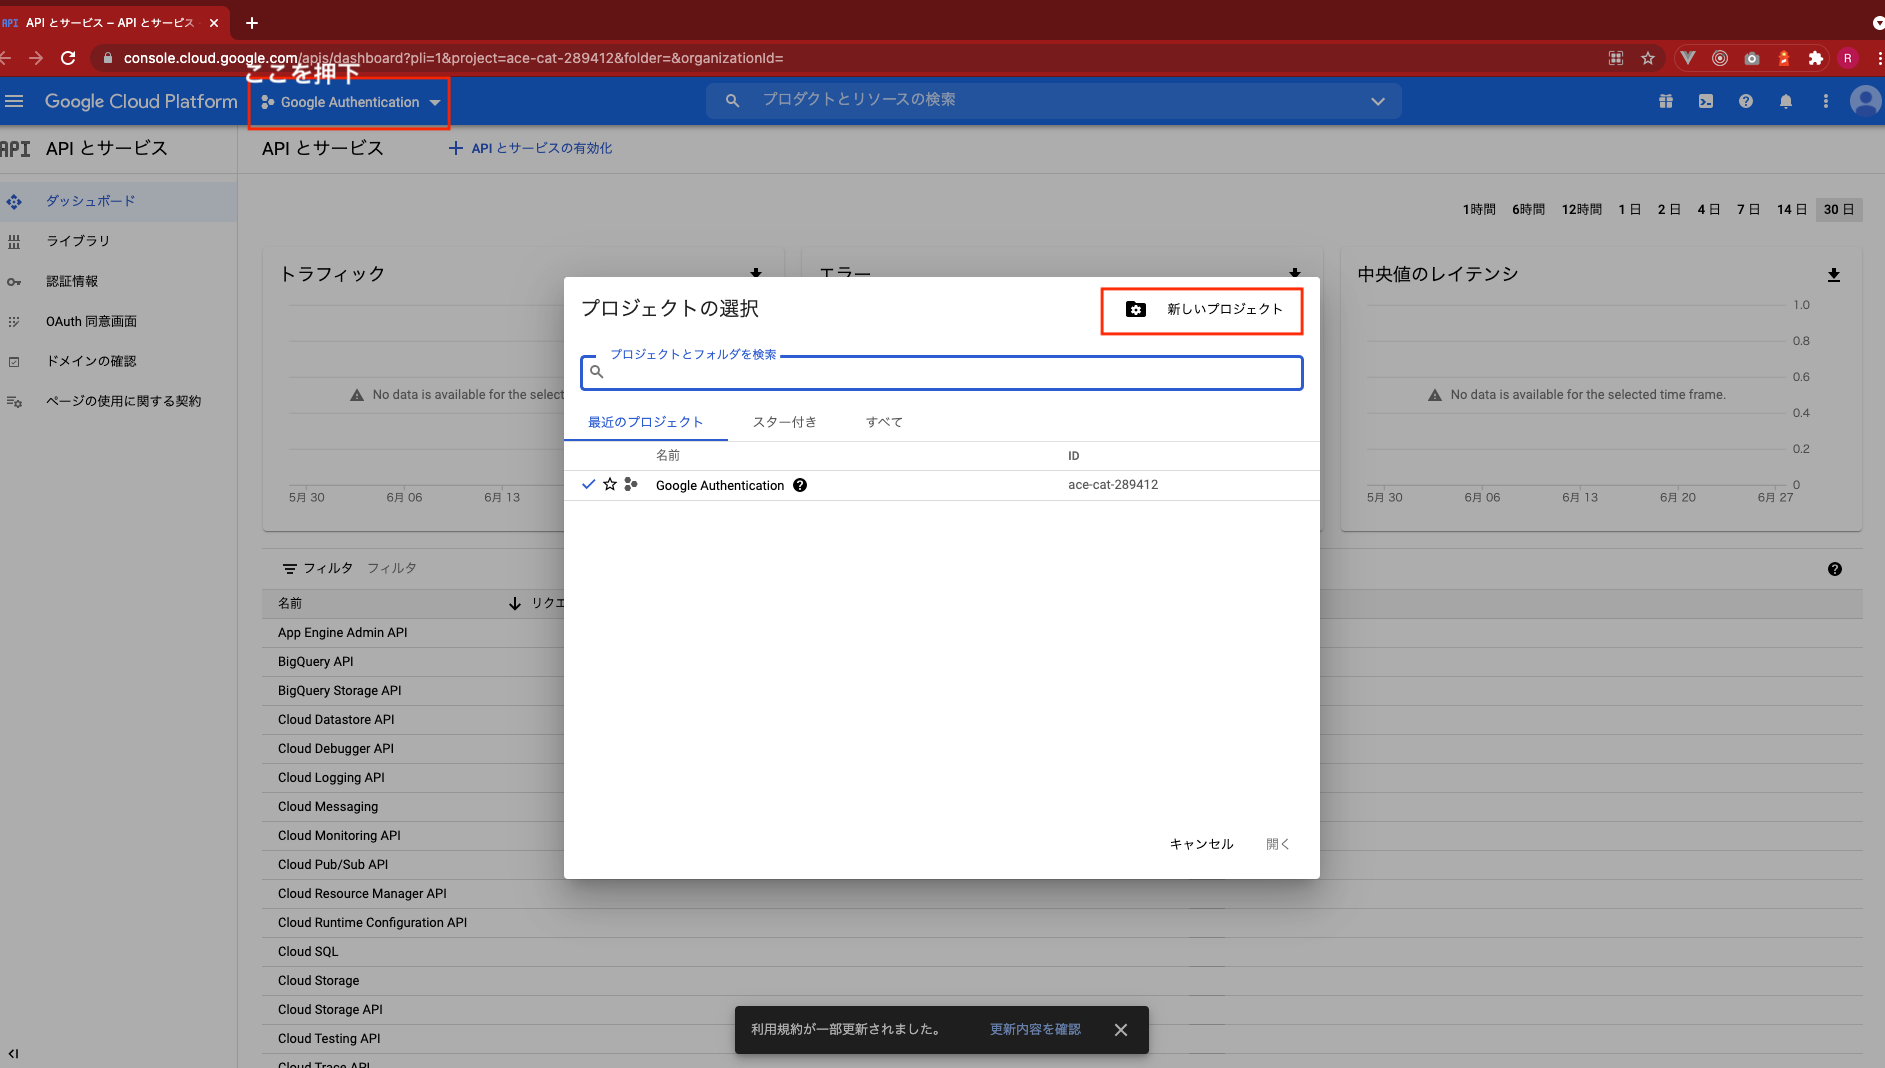 API API とサービス – API とサービス
console.cloud.google.com/apis/dashboard?pli=1&project=ace-cat-289412&folder=&organizationId=
R
ここを押下
Google Cloud Platform
Google Authentication
プロダクトとリソースの検索
API API とサービス
API とサービス
API とサービスの有効化
ダッシュボード
ライブラリ
認証情報
OAuth 同意画面
ドメインの確認
ページの使用に関する契約
1時間 6時間 12時間 1 日 2 日 4 日 7 日 14 日 30 日
トラフィック
No data is available for the select
5月 30 6月 06 6月 13
エラー
中央値のレイテンシ
1.0
0.8
0.6
No data is available for the selected time frame.
0.4
0.2
0
5月 30 6月 06 6月 13 6月 20 6月 27
プロジェクトの選択
新しいプロジェクト
プロジェクトとフォルダを検索
最近のプロジェクト スター付き すべて
名前 ID
Google Authentication ace-cat-289412
キャンセル 開く
フィルタ フィルタ
名前 リクエ
App Engine Admin API
BigQuery API
BigQuery Storage API
Cloud Datastore API
Cloud Debugger API
Cloud Logging API
Cloud Messaging
Cloud Monitoring API
Cloud Pub/Sub API
Cloud Resource Manager API
Cloud Runtime Configuration API
Cloud SQL
Cloud Storage
Cloud Storage API
Cloud Testing API
Cloud Trace API
利用規約が一部更新されました。 更新内容を確認